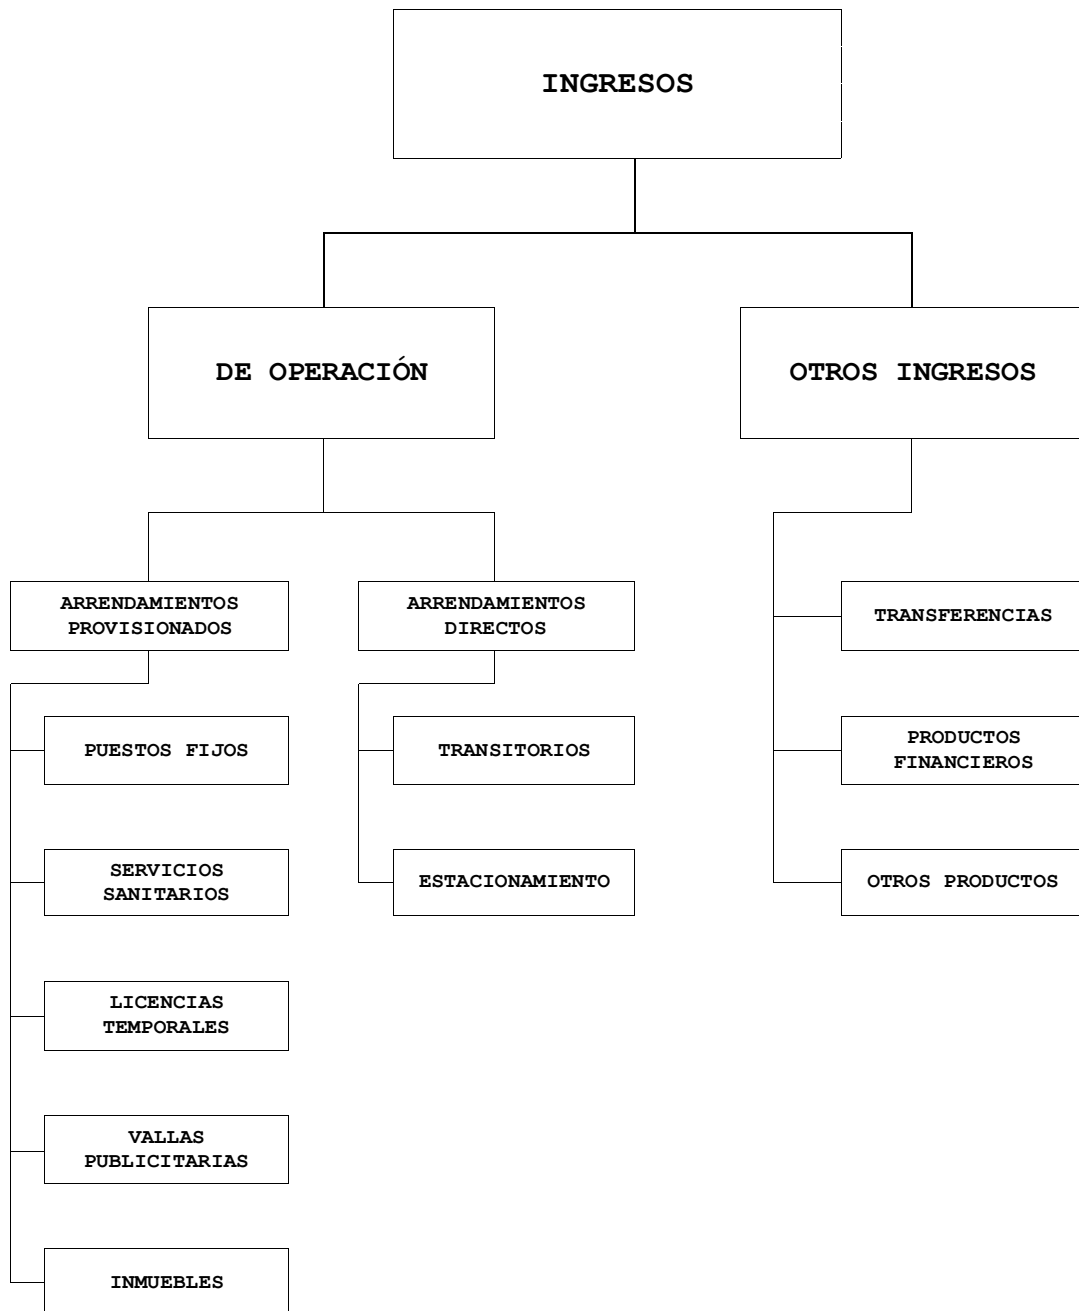 INGRESOS
DE OPERACIÓN
OTROS INGRESOS
ARRENDAMIENTOS
PROVISIONADOS
ARRENDAMIENTOS
DIRECTOS
TRANSFERENCIAS
PUESTOS FIJOS
TRANSITORIOS
PRODUCTOS
FINANCIEROS
SERVICIOS
SANITARIOS
ESTACIONAMIENTO
OTROS PRODUCTOS
LICENCIAS
TEMPORALES
VALLAS
PUBLICITARIAS
INMUEBLES